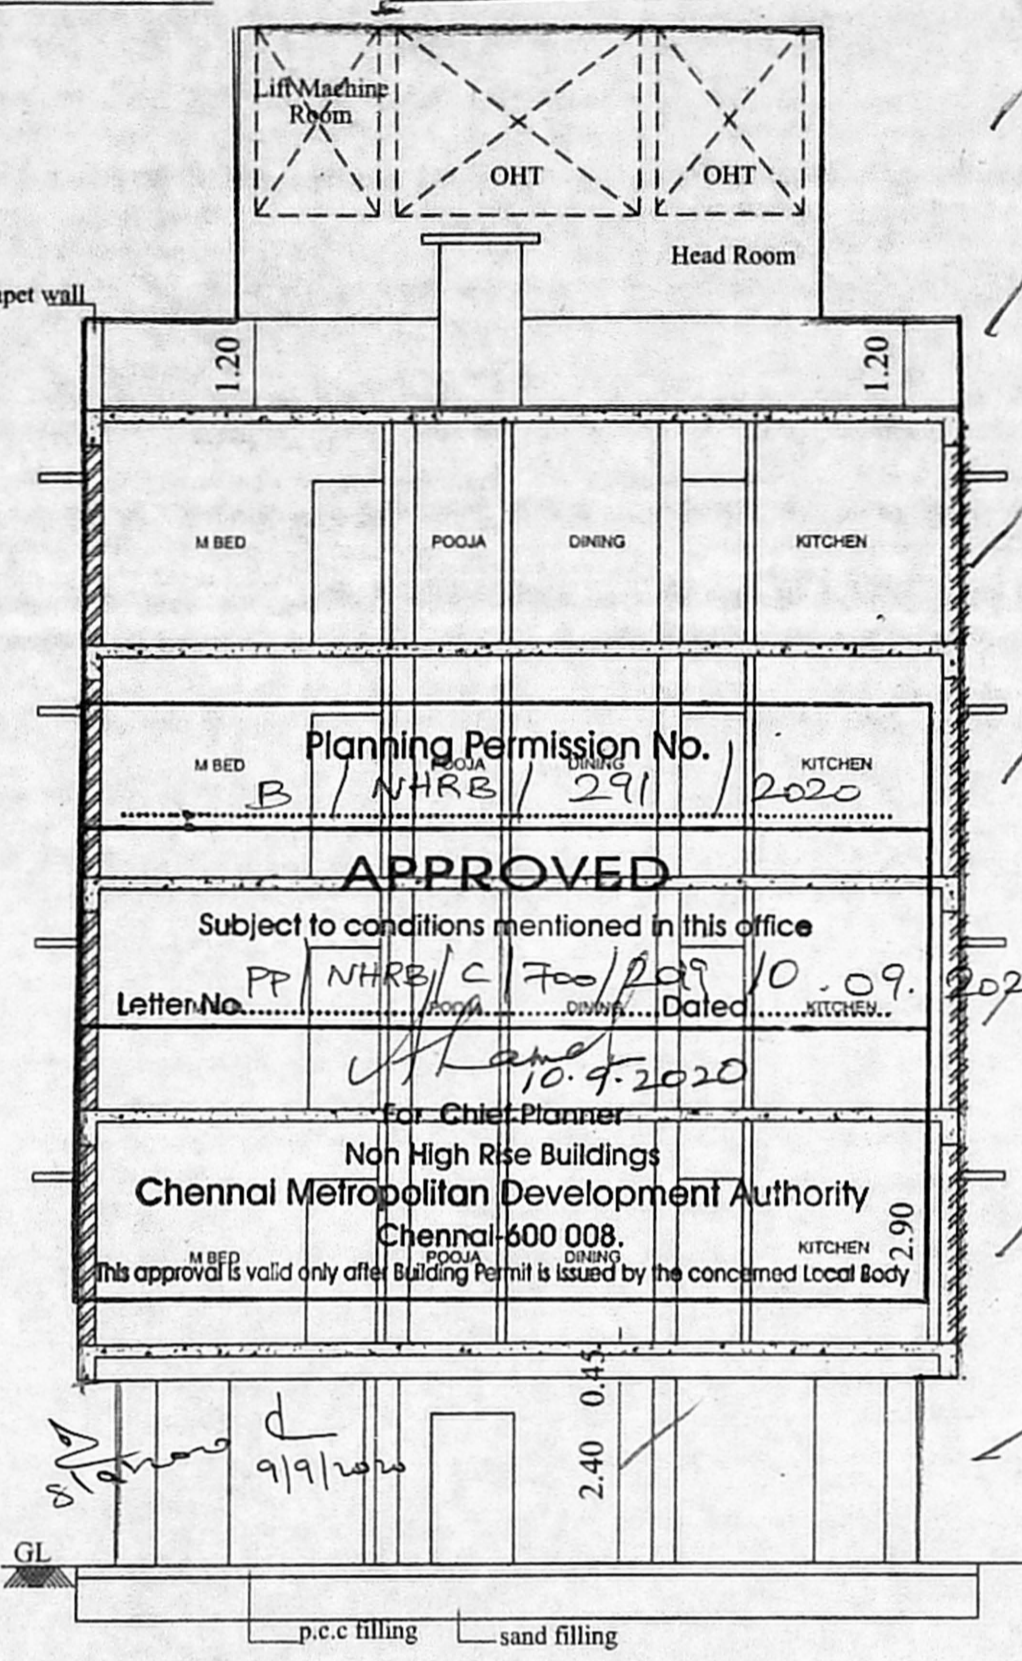 Lift Machine
Room
OHT
OHT
Head Room
apet wall
1.20
1.20
M BED POOJA DINING KITCHEN
Planning Permission No.
M BED POOJA DINING KITCHEN
B / NHRB / 291 / 2020
APPROVED
Subject to conditions mentioned in this office
PP / NHRB / C / 700 / 2019 10.09.202
Letter No. Dated
M BED POOJA DINING KITCHEN
10.9.2020
For Chief Planner
Non High Rise Buildings
Chennai Metropolitan Development Authority
Chennai-600 008.
2.90
M BED POOJA DINING KITCHEN
This approval is valid only after Building Permit is issued by the concerned Local Body
0.45
2.40
9/9/2020
GL
p.c.c filling
sand filling